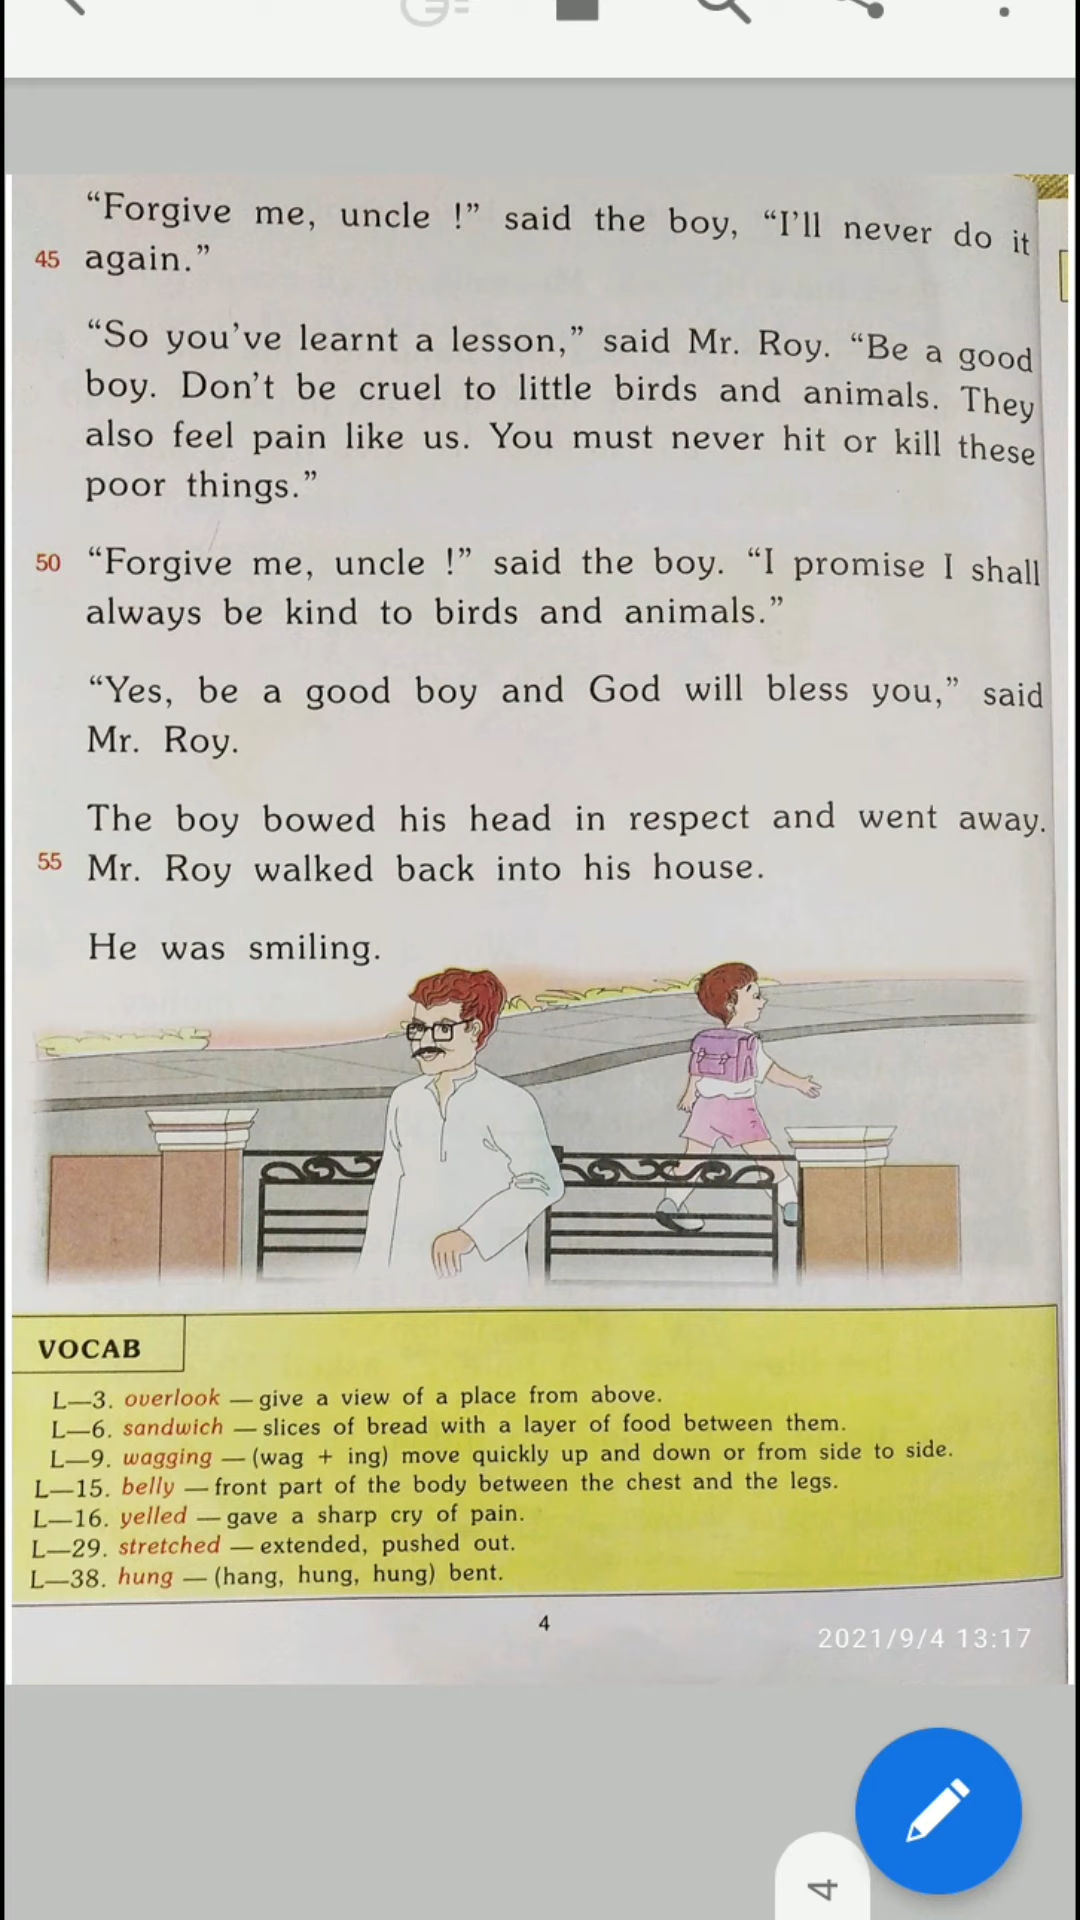 “Forgive me, uncle !” said the boy, “I’ll never do it
45 again.”
“So you’ve learnt a lesson,” said Mr. Roy. “Be a good
boy. Don’t be cruel to little birds and animals. They
also feel pain like us. You must never hit or kill these
poor things.”
50 “Forgive me, uncle !” said the boy. “I promise I shall
always be kind to birds and animals.”
“Yes, be a good boy and God will bless you,” said
Mr. Roy.
The boy bowed his head in respect and went away.
55 Mr. Roy walked back into his house.
He was smiling.
VOCAB
L—3. overlook — give a view of a place from above.
L—6. sandwich — slices of bread with a layer of food between them.
L—9. wagging — (wag + ing) move quickly up and down or from side to side.
L—15. belly — front part of the body between the chest and the legs.
L—16. yelled — gave a sharp cry of pain.
L—29. stretched — extended, pushed out.
L—38. hung — (hang, hung, hung) bent.
4
2021/9/4 13:17
4